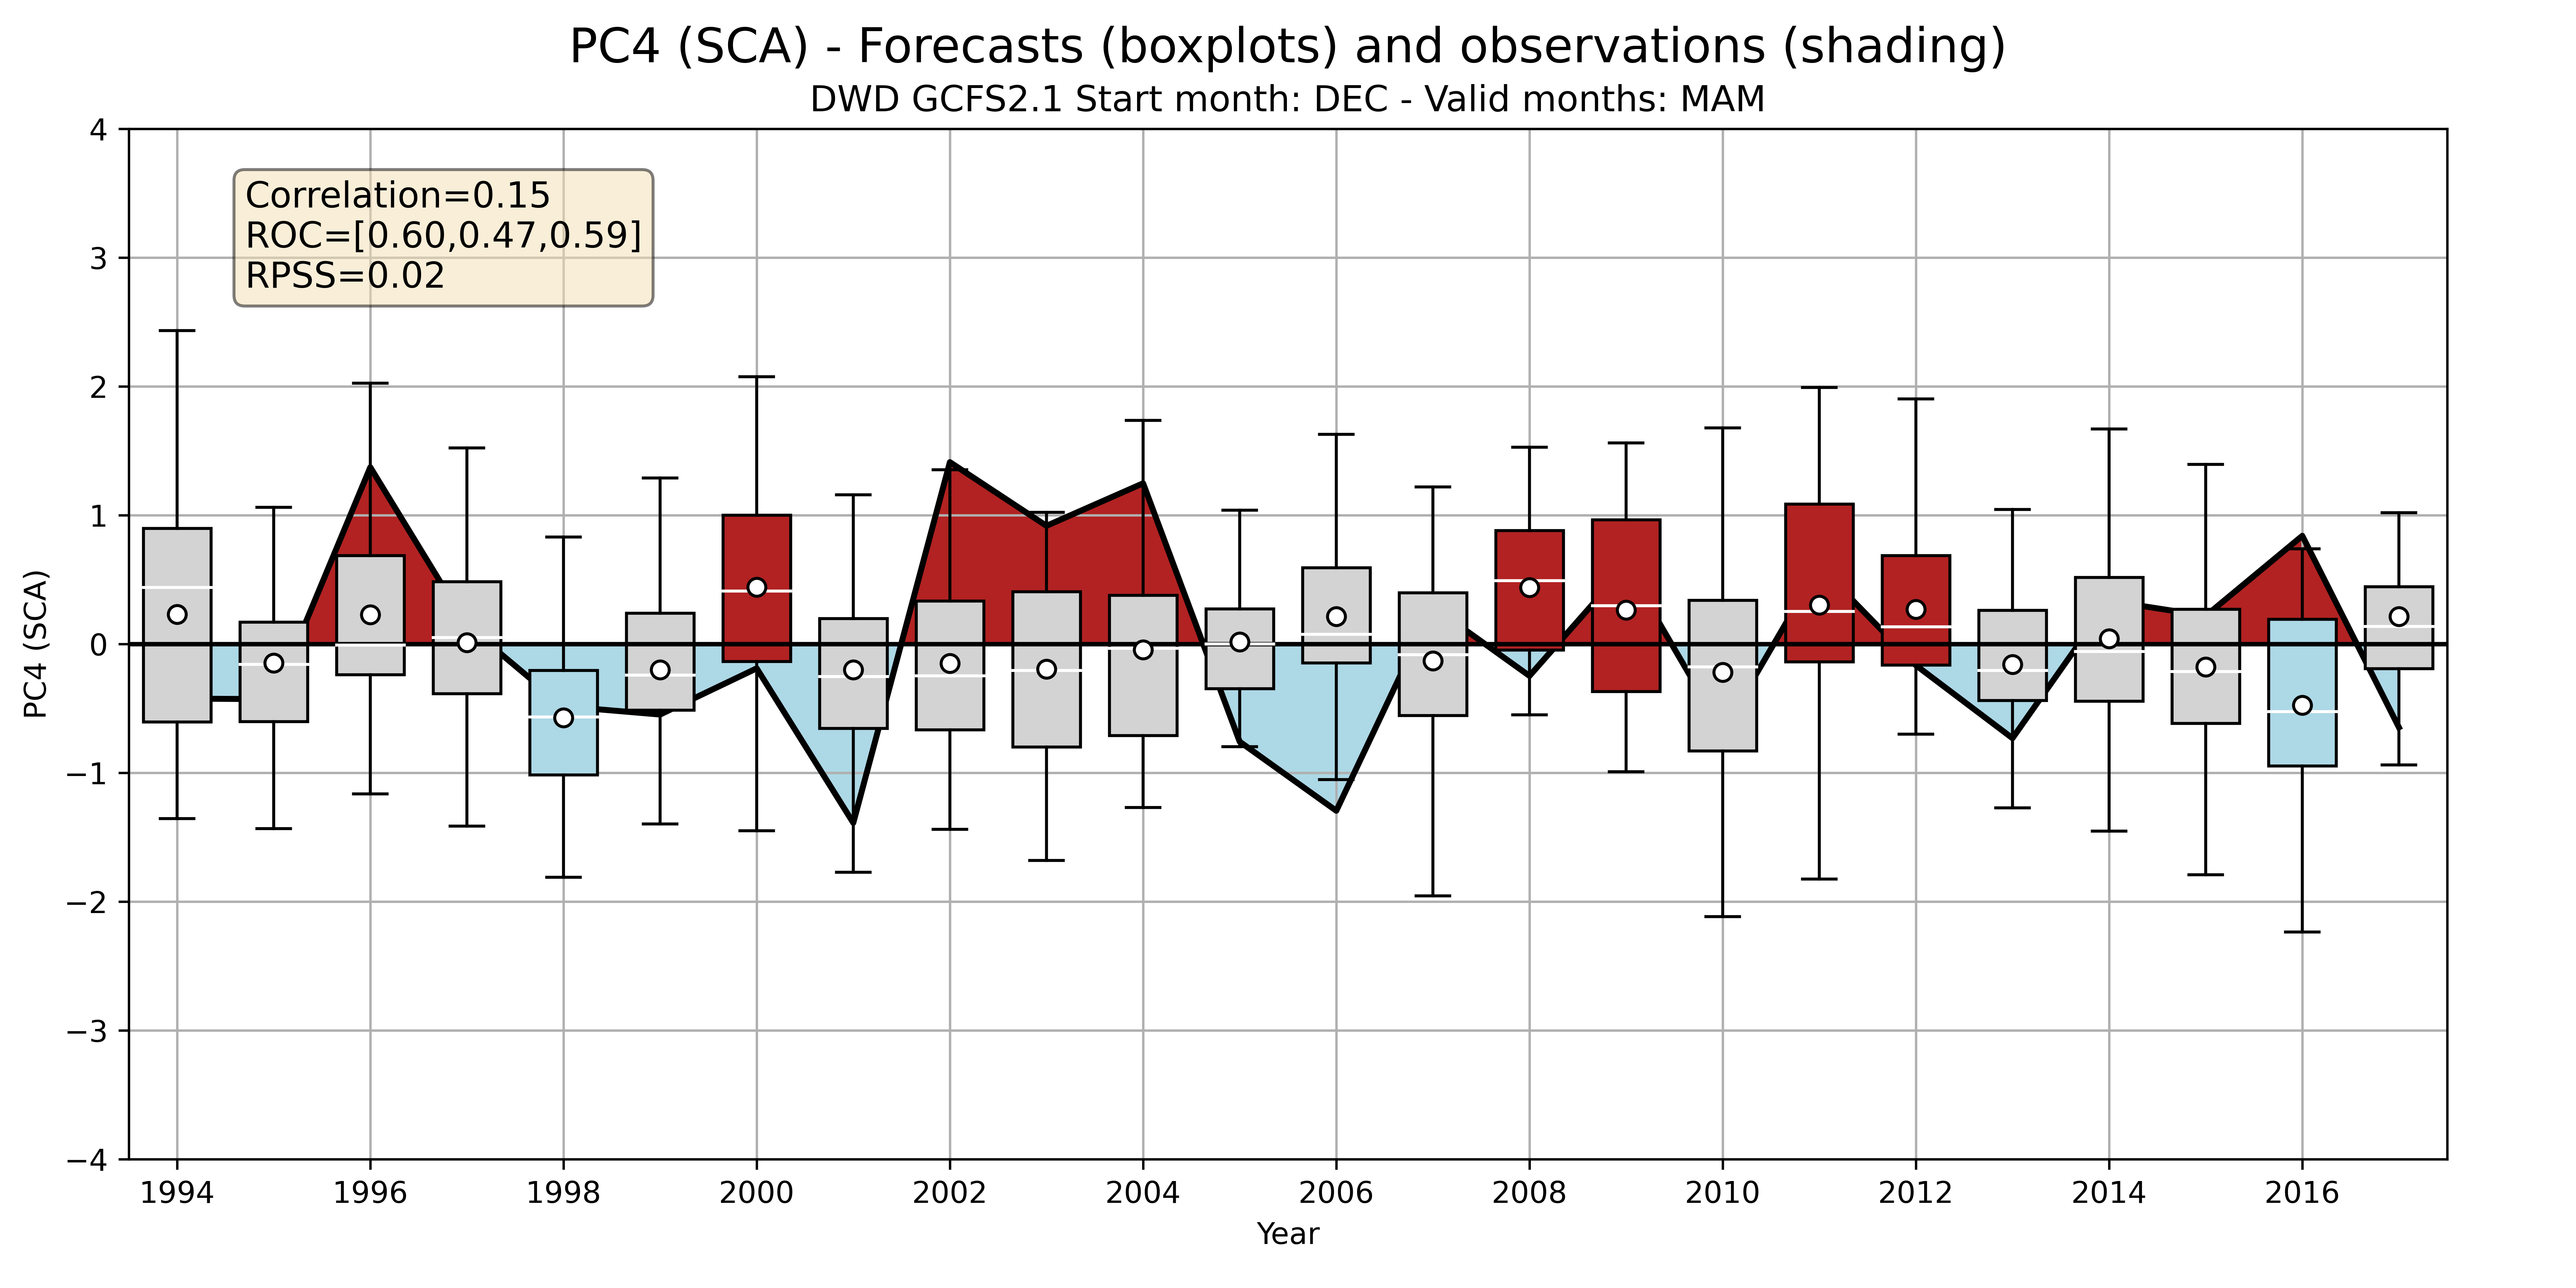 PC4 (SCA) - Forecasts (boxplots) and observations (shading)
DWD GCFS2.1 Start month: DEC - Valid months: MAM
Correlation=0.15
ROC=[0.60,0.47,0.59]
RPSS=0.02
PC4 (SCA)
4
3
2
1
0
−1
−2
−3
−4
1994 1996 1998 2000 2002 2004 2006 2008 2010 2012 2014 2016
Year